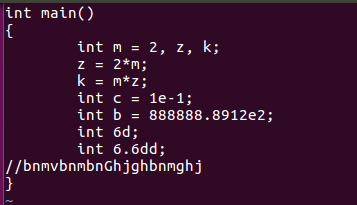 int main()
{
int m = 2, z, k;
z = 2*m;
k = m*z;
int c = 1e-1;
int b = 888888.8912e2;
int 6d;
int 6.6dd;
//bnmvbnmbnGhjghbnmghj
}
~